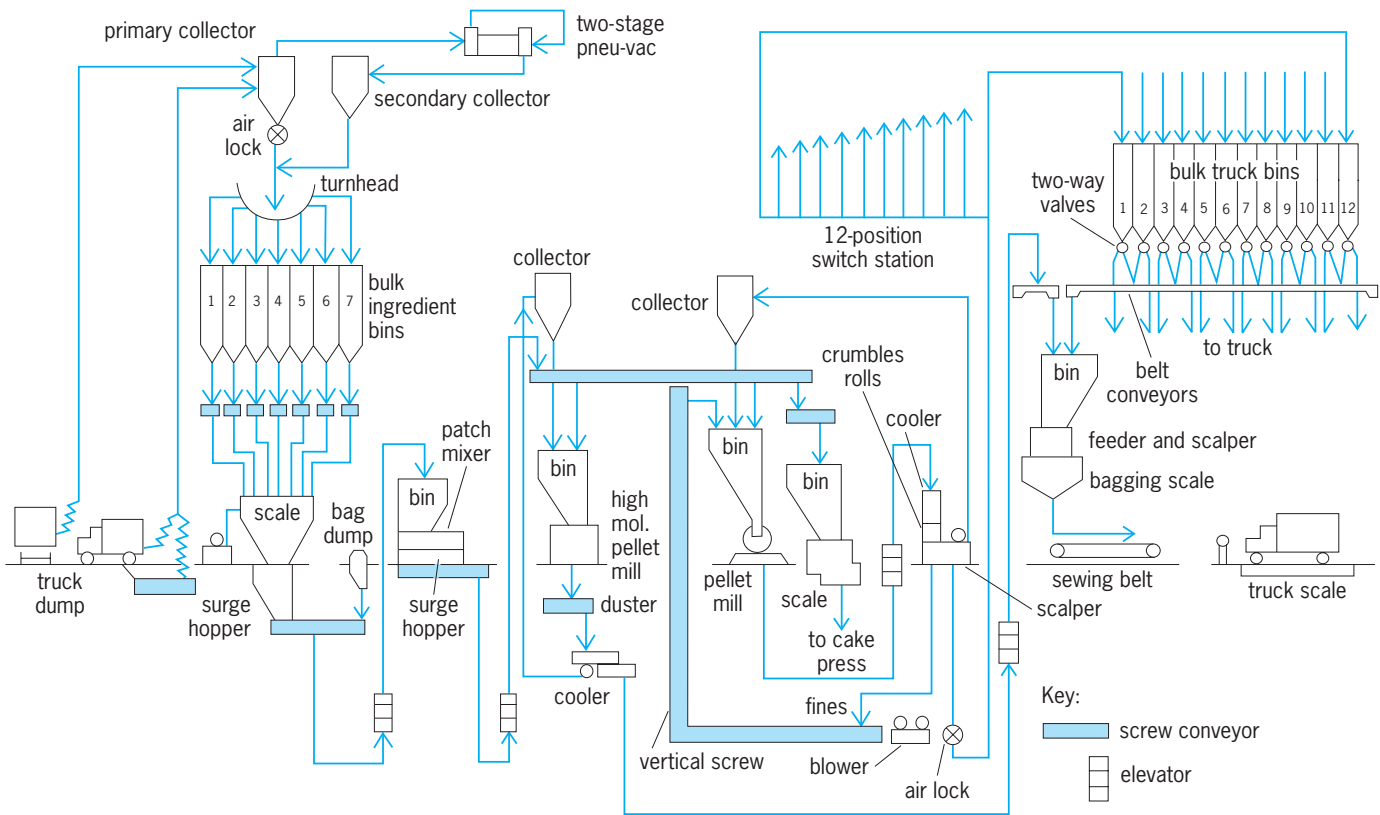 primary collector
two-stage
pneu-vac
secondary collector
air
lock
turnhead
1 2 3 4 5 6 7
bulk
ingredient
bins
12-position
switch station
bulk truck bins
two-way
valves
1 2 3 4 5 6 7 8 9 10 11 12
to truck
belt
conveyors
collector
collector
crumbles
rolls
cooler
bin
feeder and scalper
bagging scale
patch
mixer
bin
bin
bin
bin
scale
bag
dump
high
mol.
pellet
mill
truck
dump
surge
hopper
surge
hopper
duster
pellet
mill
scale
scalper
sewing belt
truck scale
to cake
press
cooler
fines
vertical screw
blower
air lock
Key:
screw conveyor
elevator